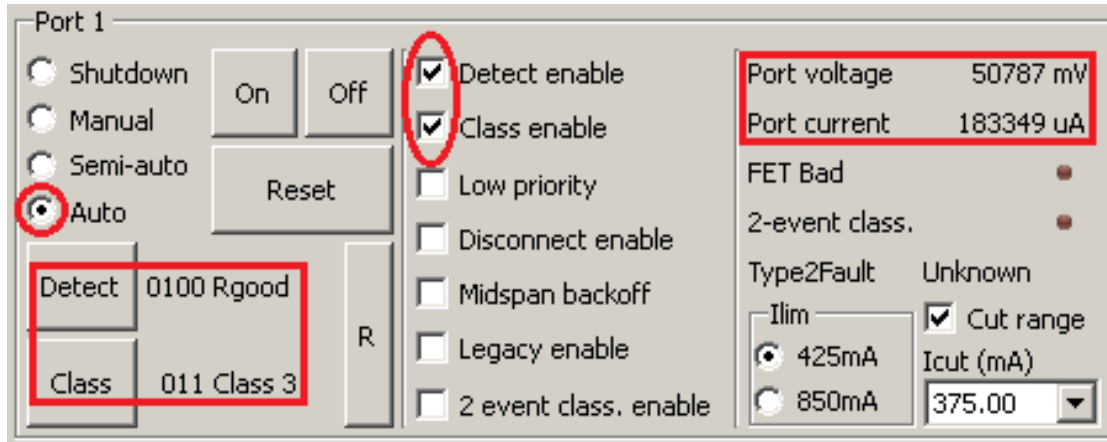 Port 1
Shutdown
Manual
Semi-auto
Auto
On
Off
Reset
Detect 0100 Rgood
Class 011 Class 3
R
Detect enable
Class enable
Low priority
Disconnect enable
Midspan backoff
Legacy enable
2 event class. enable
Port voltage 50787 mV
Port current 183349 uA
FET Bad
2-event class.
Type2Fault Unknown
Ilim
425mA
850mA
Cut range
Icut (mA)
375.00